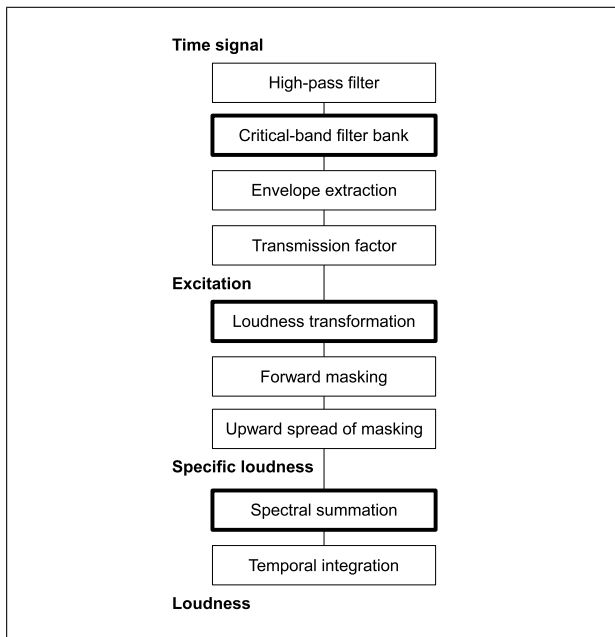 Time signal
High-pass filter
Critical-band filter bank
Envelope extraction
Transmission factor
Excitation
Loudness transformation
Forward masking
Upward spread of masking
Specific loudness
Spectral summation
Temporal integration
Loudness